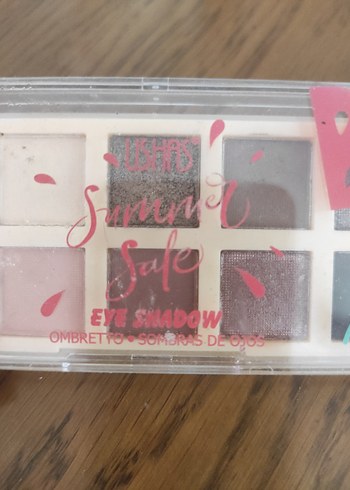 USHAS
Summer
Sale
EYE SHADOW
OMBRETTO • SOMBRAS DE OJOS